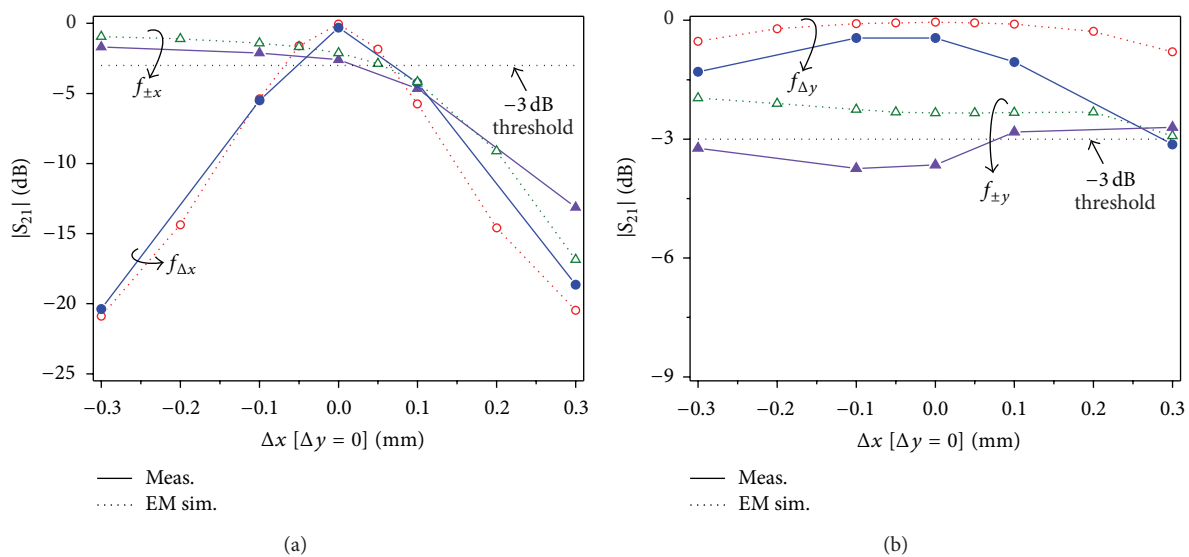 0
−5
−10
−15
−20
−25
|S21| (dB)
f±x
−3 dB
threshold
fΔx
−0.3 −0.2 −0.1 0.0 0.1 0.2 0.3
Δx [Δy = 0] (mm)
Meas.
EM sim.
(a)
0
−3
−6
−9
|S21| (dB)
fΔy
f±y
−3 dB
threshold
−0.3 −0.2 −0.1 0.0 0.1 0.2 0.3
Δx [Δy = 0] (mm)
Meas.
EM sim.
(b)